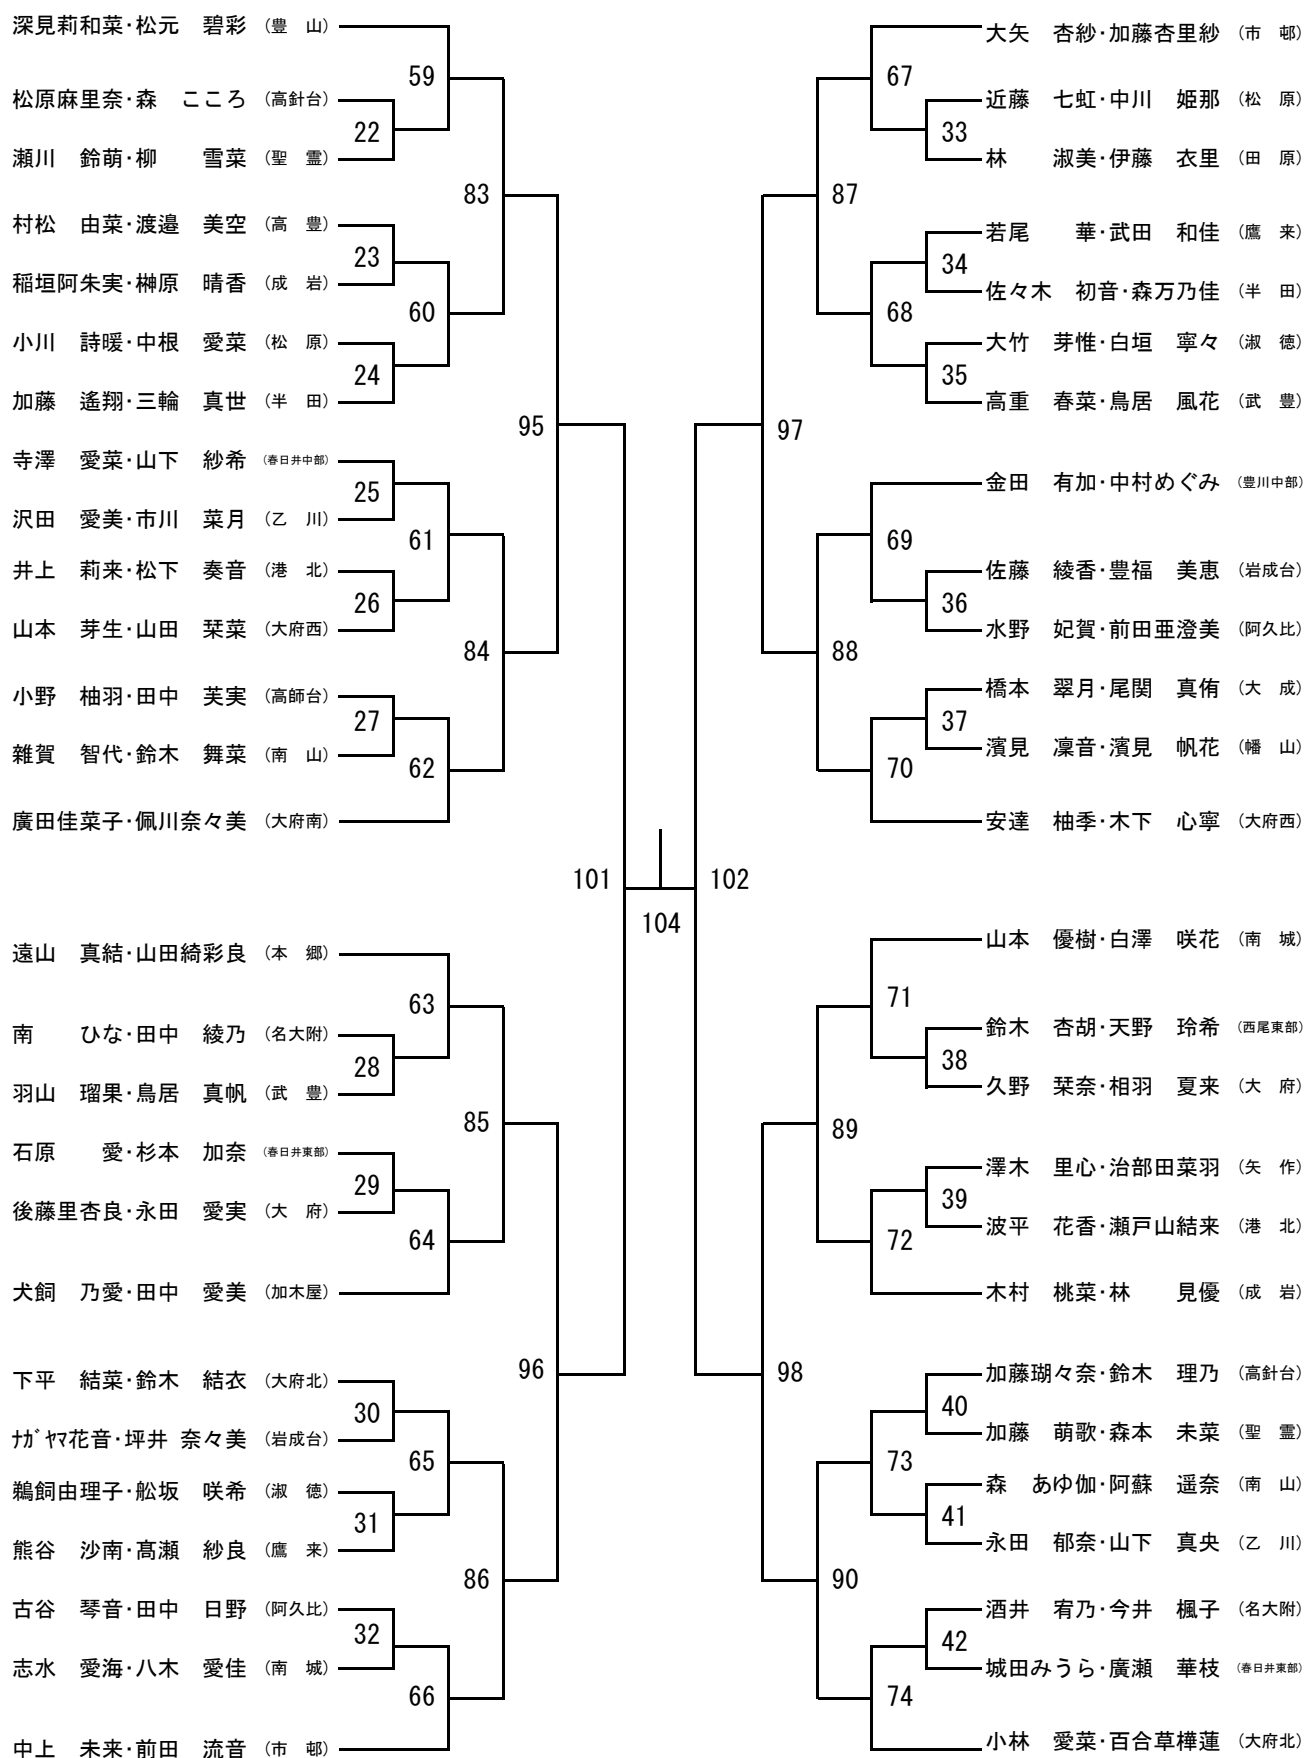 深見莉和菜・松元　碧彩（豊　山）
59
松原麻里奈・森　こころ（高針台）
22
瀬川　鈴萌・柳　　雪菜（聖　霊）
83
村松　由菜・渡邉　美空（高　豊）
23
稲垣阿朱実・榊原　晴香（成　岩）
60
小川　詩暖・中根　愛菜（松　原）
24
加藤　遙翔・三輪　真世（半　田）
95
寺澤　愛菜・山下　紗希（春日井中部）
25
沢田　愛美・市川　菜月（乙　川）
61
井上　莉来・松下　奏音（港　北）
26
山本　芽生・山田　栞菜（大府西）
84
小野　柚羽・田中　芙実（高師台）
27
雑賀　智代・鈴木　舞菜（南　山）
62
廣田佳菜子・佩川奈々美（大府南）
101
遠山　真結・山田綺彩良（本　郷）
63
南　　ひな・田中　綾乃（名大附）
28
羽山　瑠果・鳥居　真帆（武　豊）
85
石原　　愛・杉本　加奈（春日井東部）
29
後藤里杏良・永田　愛実（大　府）
64
犬飼　乃愛・田中　愛美（加木屋）
96
下平　結菜・鈴木　結衣（大府北）
30
ﾅｶﾞﾔﾏ花音・坪井 奈々美（岩成台）
65
鵜飼由理子・舩坂　咲希（淑　徳）
31
熊谷　沙南・髙瀬　紗良（鷹　来）
86
古谷　琴音・田中　日野（阿久比）
32
志水　愛海・八木　愛佳（南　城）
66
中上　未来・前田　流音（市　邨）
104
大矢　杏紗・加藤杏里紗（市　邨）
67
近藤　七虹・中川　姫那（松　原）
33
林　　淑美・伊藤　衣里（田　原）
87
若尾　　華・武田　和佳（鷹　来）
34
佐々木　初音・森万乃佳（半　田）
68
大竹　芽惟・白垣　寧々（淑　徳）
35
高重　春菜・鳥居　風花（武　豊）
97
金田　有加・中村めぐみ（豊川中部）
69
佐藤　綾香・豊福　美恵（岩成台）
36
水野　妃賀・前田亜澄美（阿久比）
88
橋本　翠月・尾関　真侑（大　成）
37
濱見　凜音・濱見　帆花（幡　山）
70
安達　柚季・木下　心寧（大府西）
102
山本　優樹・白澤　咲花（南　城）
71
鈴木　杏胡・天野　玲希（西尾東部）
38
久野　栞奈・相羽　夏来（大　府）
89
澤木　里心・治部田菜羽（矢　作）
39
波平　花香・瀬戸山結来（港　北）
72
木村　桃菜・林　　見優（成　岩）
98
加藤瑚々奈・鈴木　理乃（高針台）
40
加藤　萌歌・森本　未菜（聖　霊）
73
森　あゆ伽・阿蘇　遥奈（南　山）
41
永田　郁奈・山下　真央（乙　川）
90
酒井　宥乃・今井　楓子（名大附）
42
城田みうら・廣瀬　華枝（春日井東部）
74
小林　愛菜・百合草樺蓮（大府北）